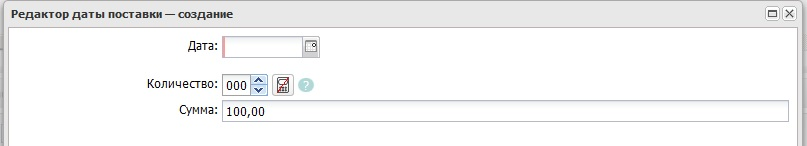 Редактор даты поставки — создание
Дата:
Количество: 000 ?
Сумма: 100,00